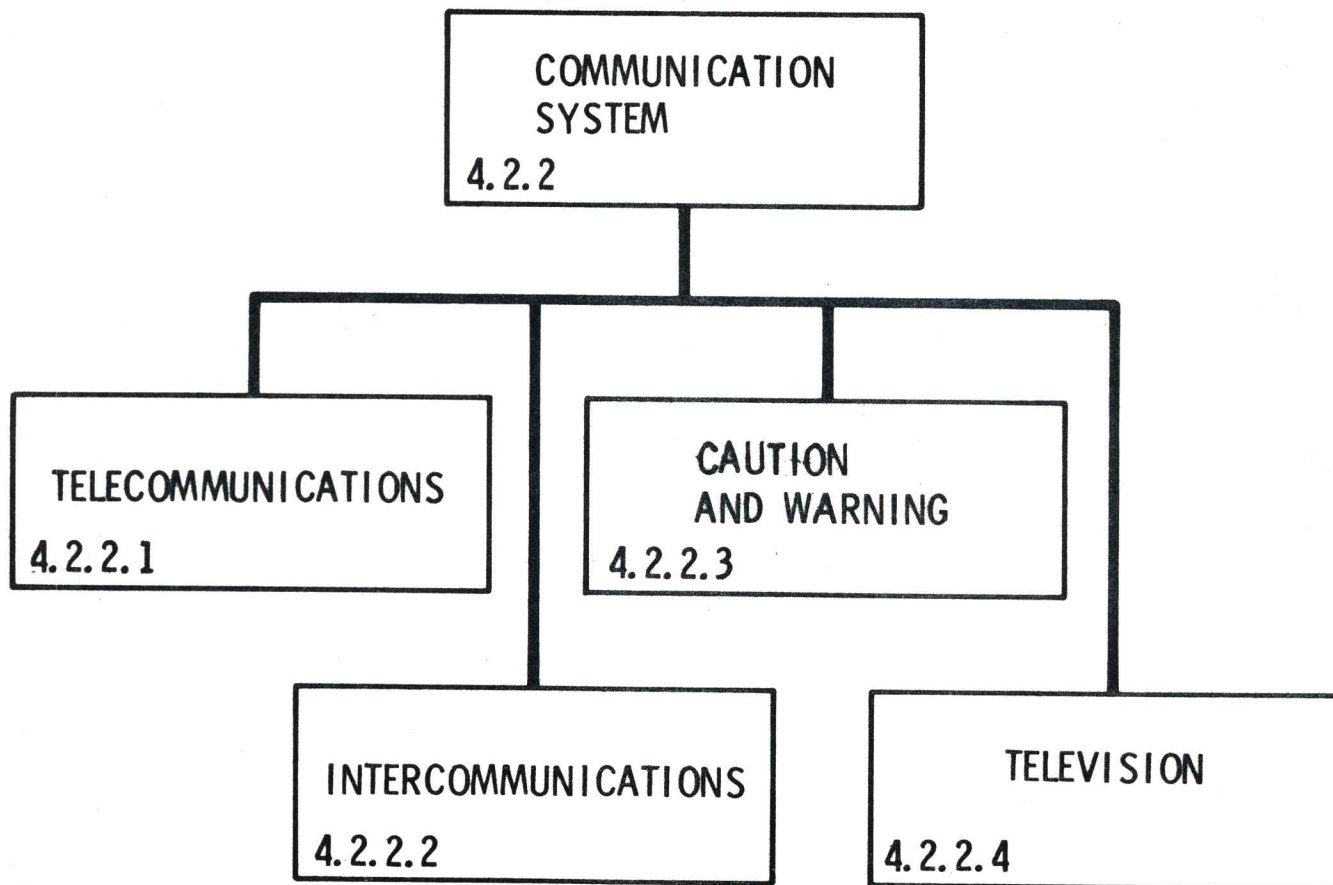 COMMUNICATION
SYSTEM
4.2.2
TELECOMMUNICATIONS
4.2.2.1
CAUTION
AND WARNING
4.2.2.3
INTERCOMMUNICATIONS
4.2.2.2
TELEVISION
4.2.2.4